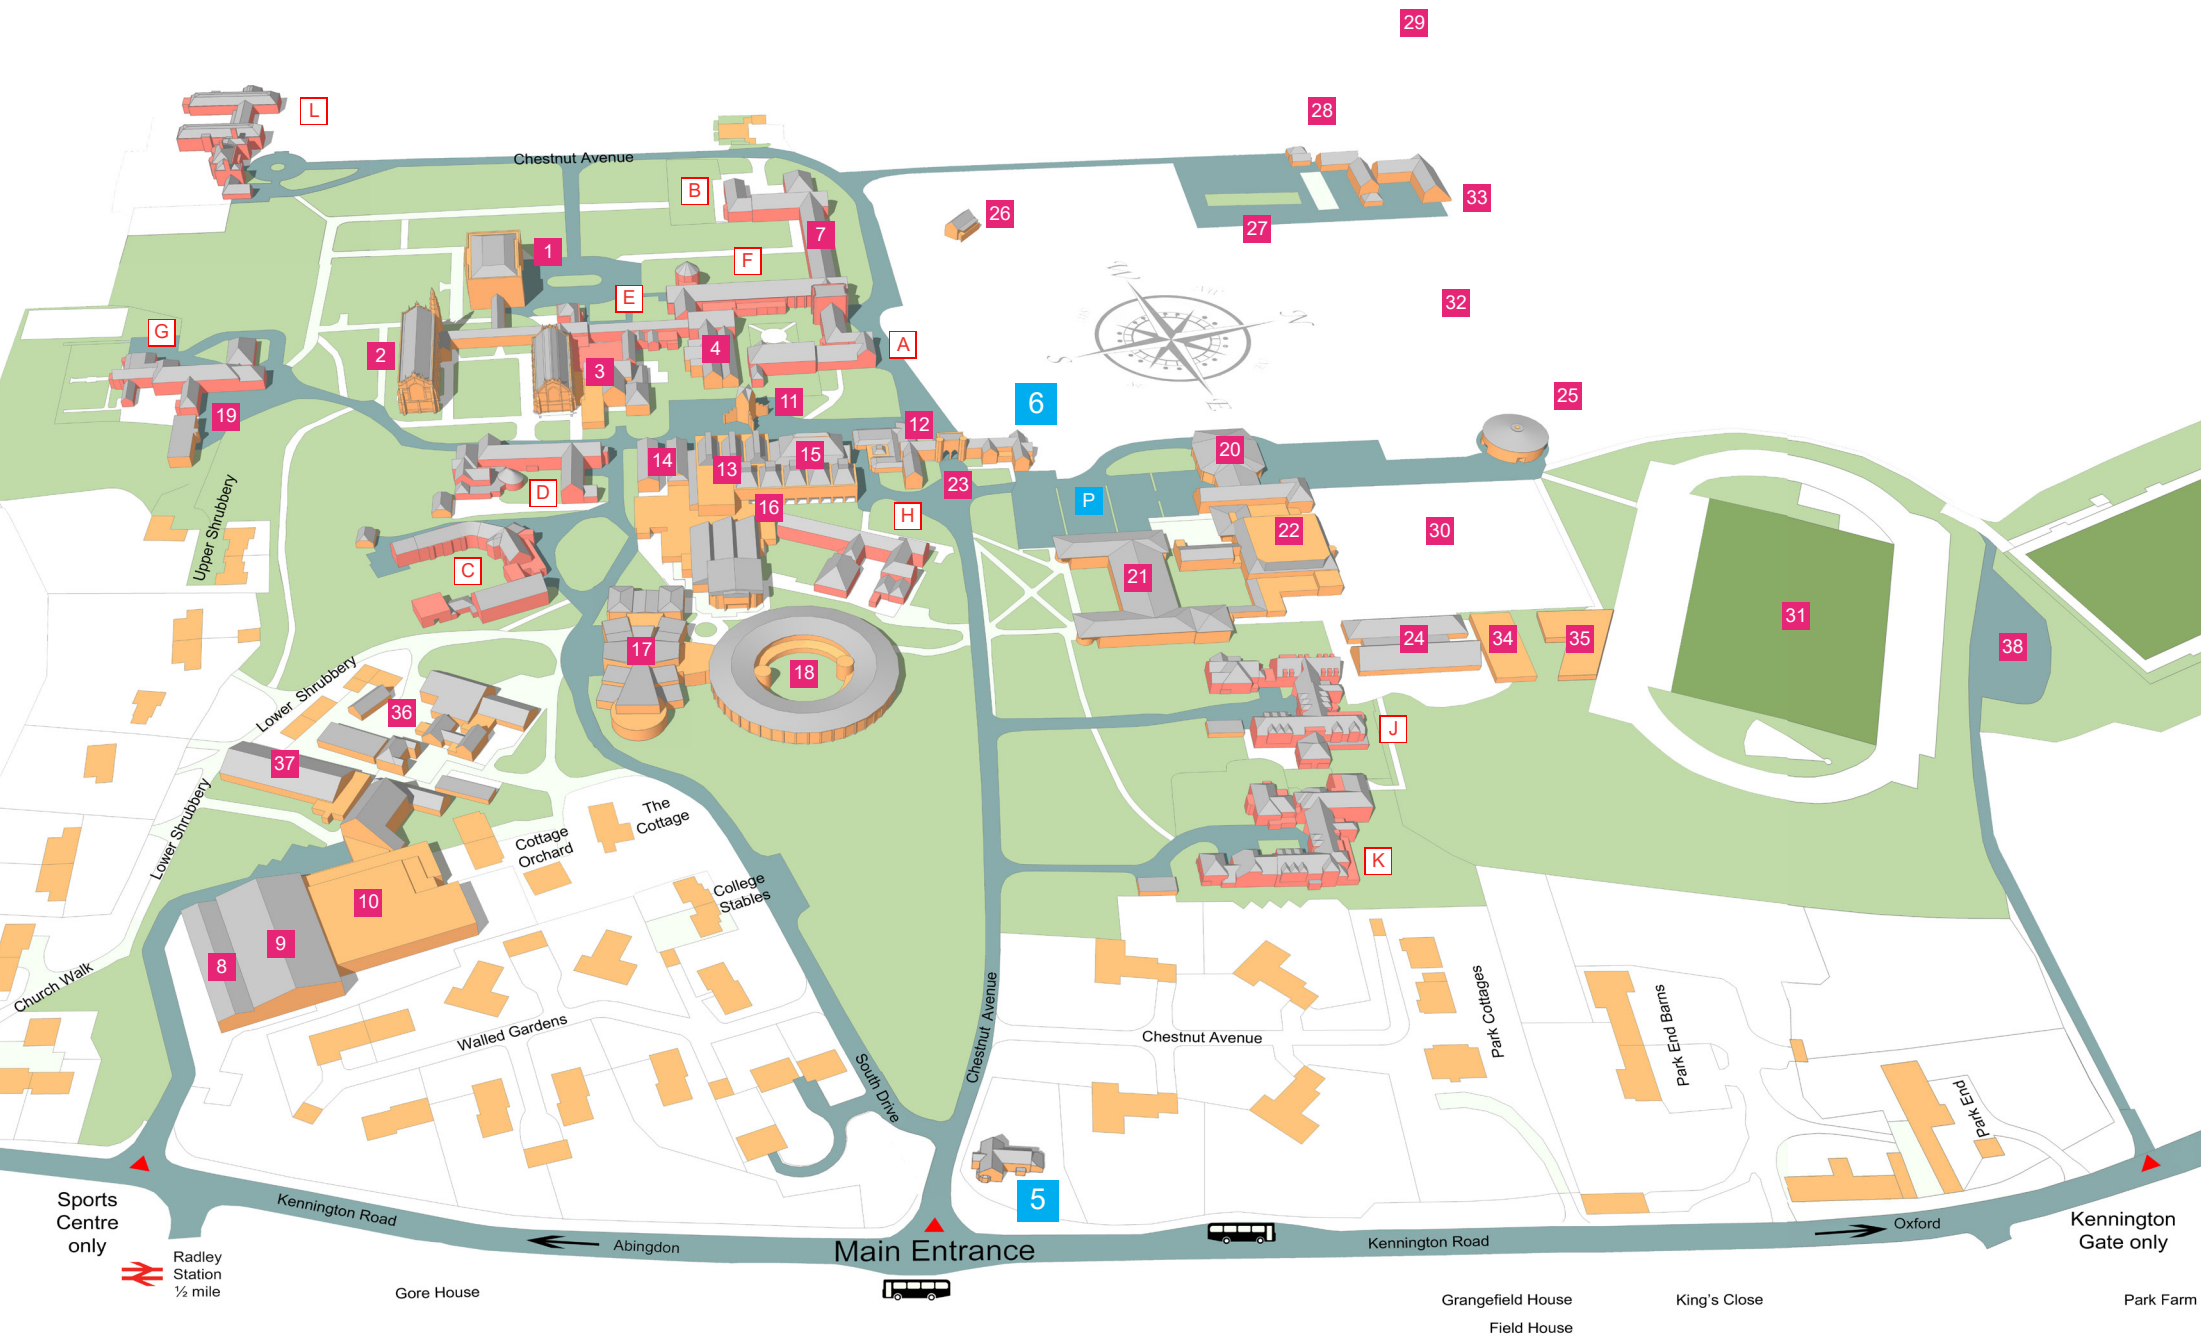 29
28
L
Chestnut Avenue
B
33
26
7
27
1
F
E
32
G
A
2
4
3
25
11
6
19
12
20
15
14
13
23
D
P
16
H
30
22
Upper Shrubbery
C
21
31
24
34
35
38
17
18
Lower Shrubbery
36
J
37
Lower Shrubbery
The
Cottage
Cottage
Orchard
K
College
Stables
10
9
8
Church Walk
Chestnut Avenue
Park Cottages
Park End Barns
Walled Gardens
Chestnut Avenue
South Drive
Park End
5
Sports
Centre
only
Kennington Road
Kennington
Gate only
Oxford
Abingdon
Main Entrance
Kennington Road
Radley
Station
½ mile
Gore House
Grangefield House
King's Close
Park Farm
Field House
S
N
W
E